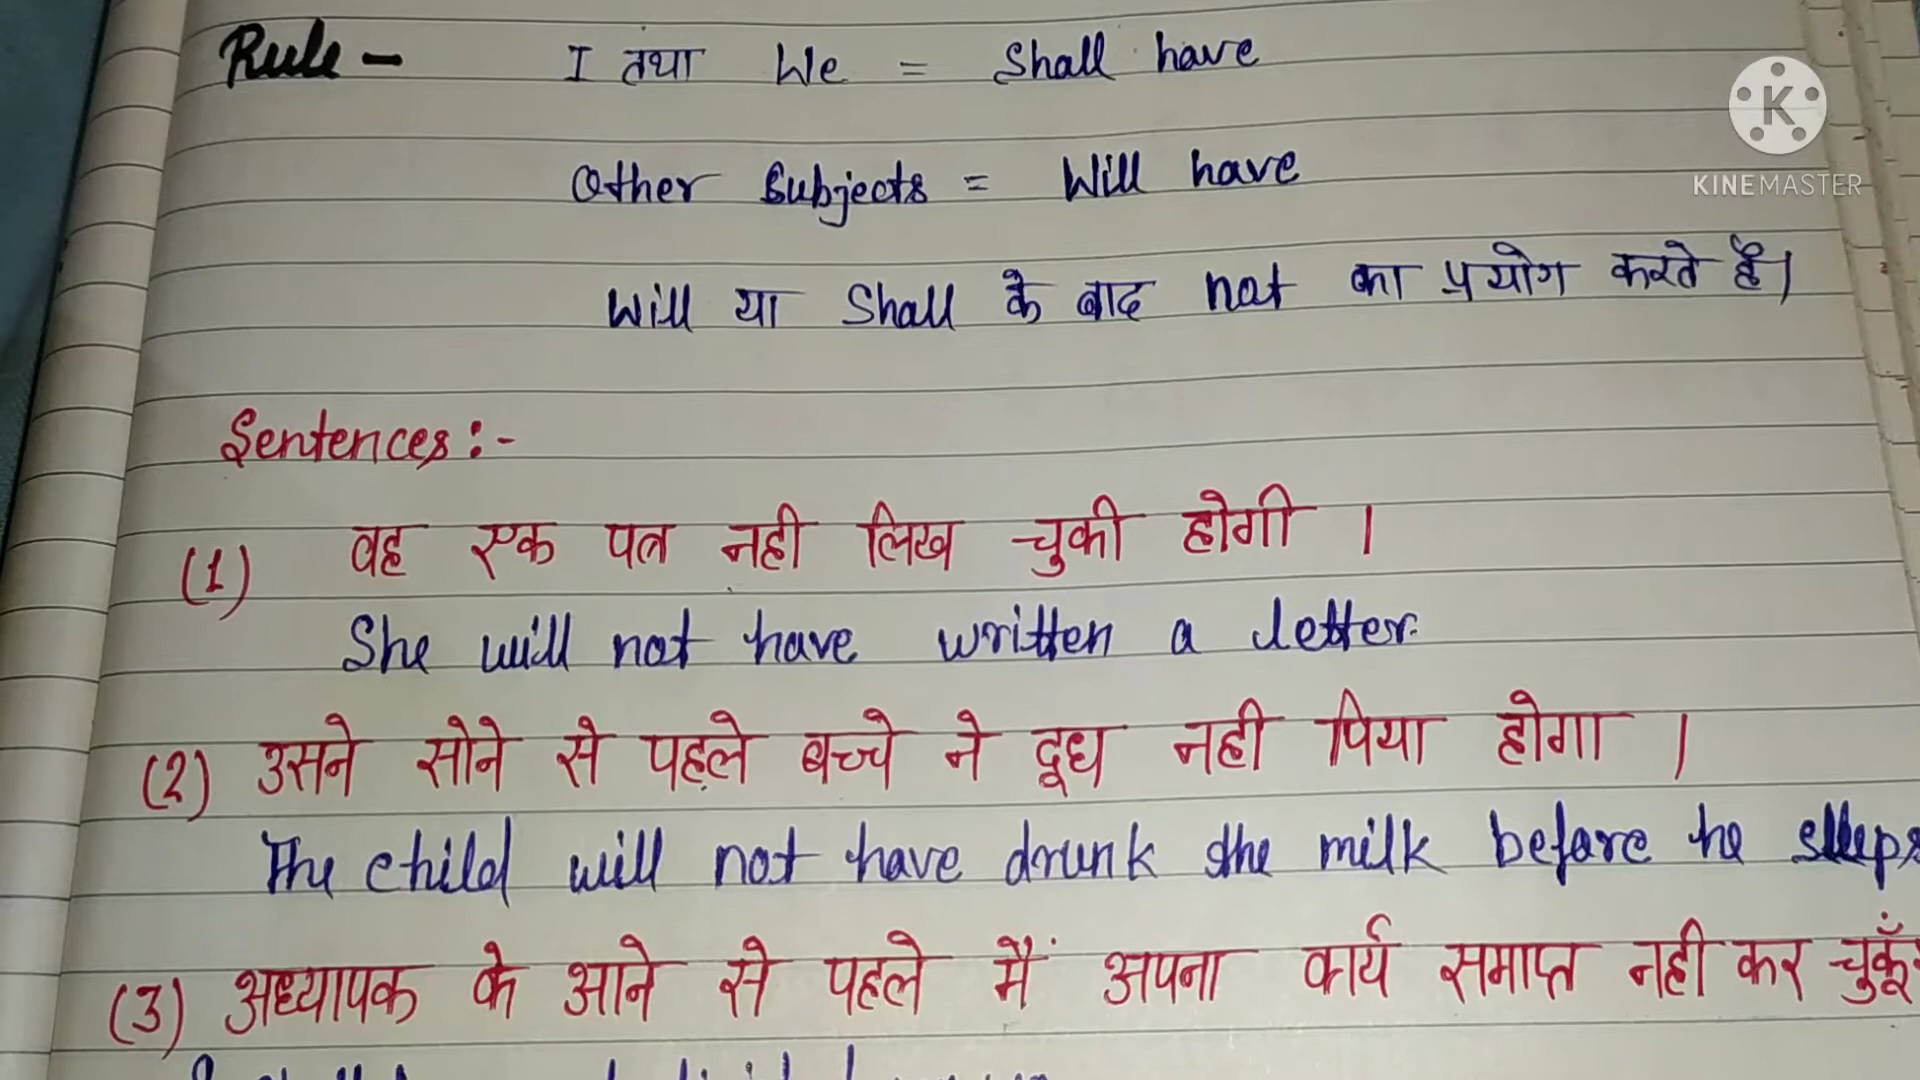 Rule - I तथा We = Shall have
K
KINEMASTER
Other Subjects = Will have
Will या Shall के बाद not का प्रयोग करते है।
Sentences:-
(1) वह एक पत्र नही लिख चुकी होगी ।
She will not have written a letter.
(2) उसने सोने से पहले बच्चे ने दूध नही पिया होगा ।
The child will not have drunk the milk before he sleeps
(3) अध्यापक के आने से पहले मैं अपना कार्य समाप्त नही कर चुकूँ